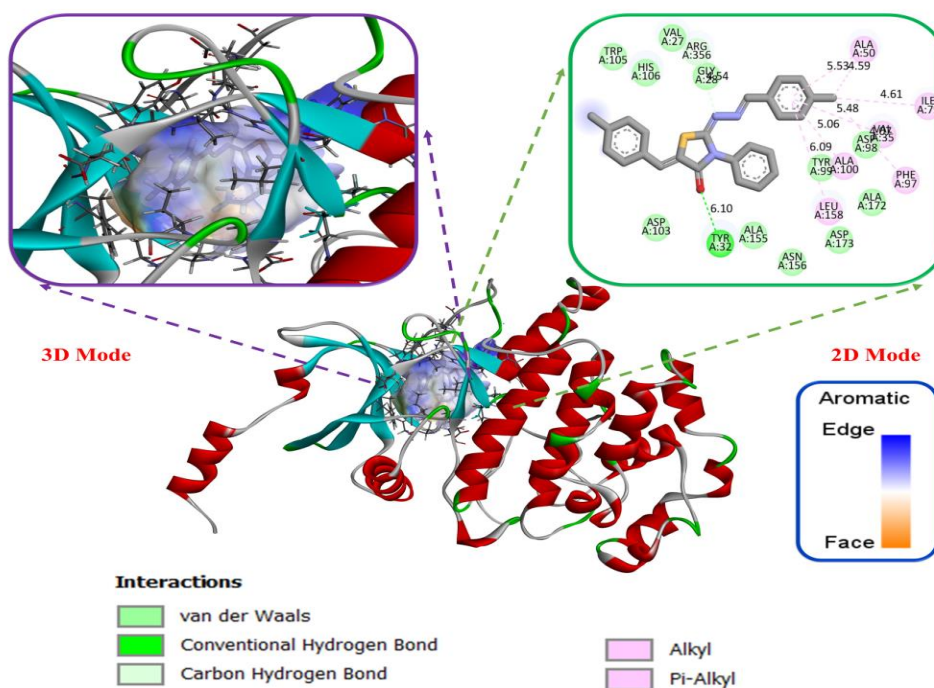 VAL
A:27
ARG
A:356
TRP
A:105
HIS
A:106
GLY
A:28
ALA
A:50
5.53
4.59
4.61
5.48
5.06
6.09
ASP
A:98
A:35
TYR
A:99
ALA
A:100
PHE
A:97
LEU
A:158
ALA
A:172
6.10
ASP
A:103
TYR
A:32
ALA
A:155
ASN
A:156
ASP
A:173
S
N
N
N
O
3D Mode
2D Mode
Aromatic
Edge
Face
Interactions
van der Waals
Conventional Hydrogen Bond
Carbon Hydrogen Bond
Alkyl
Pi-Alkyl